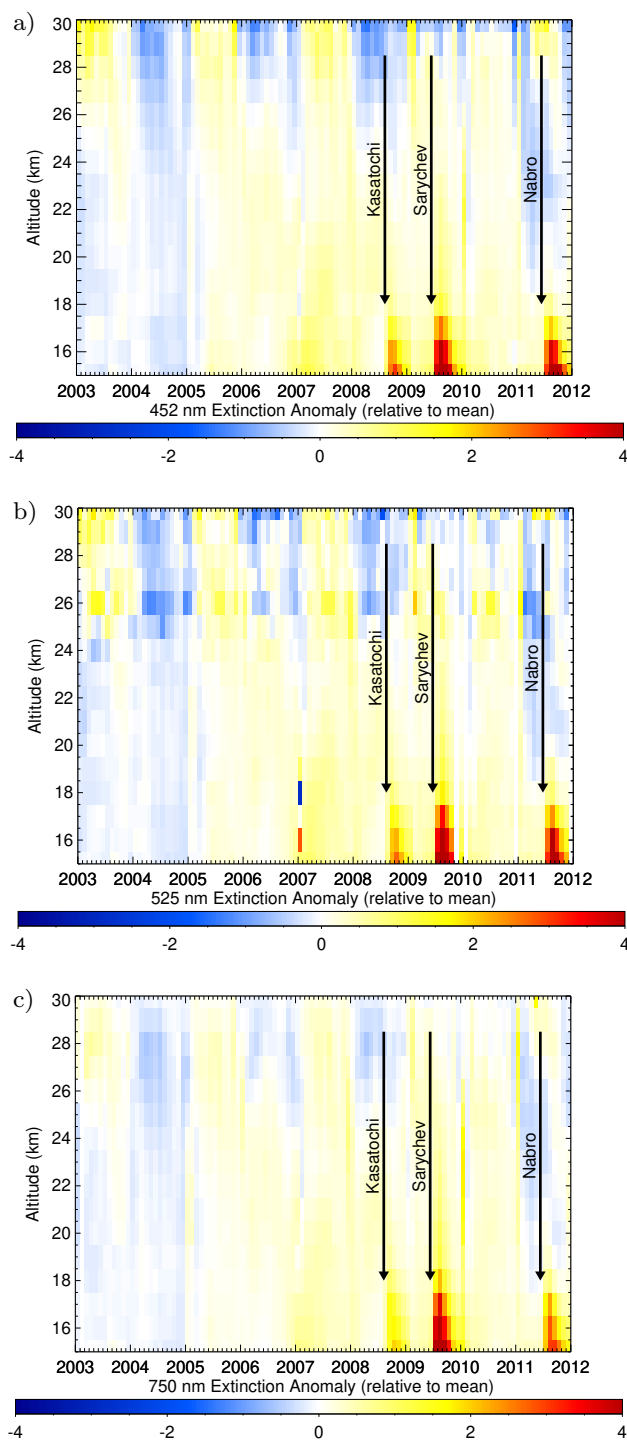 a)
30
28
26
24
22
20
18
16
Altitude (km)
Kasatochi
Sarychev
Nabro
2003 2004 2005 2006 2007 2008 2009 2010 2011 2012
452 nm Extinction Anomaly (relative to mean)
-4 -2 0 2 4
b)
30
28
26
24
22
20
18
16
Altitude (km)
Kasatochi
Sarychev
Nabro
2003 2004 2005 2006 2007 2008 2009 2010 2011 2012
525 nm Extinction Anomaly (relative to mean)
-4 -2 0 2 4
c)
30
28
26
24
22
20
18
16
Altitude (km)
Kasatochi
Sarychev
Nabro
2003 2004 2005 2006 2007 2008 2009 2010 2011 2012
750 nm Extinction Anomaly (relative to mean)
-4 -2 0 2 4